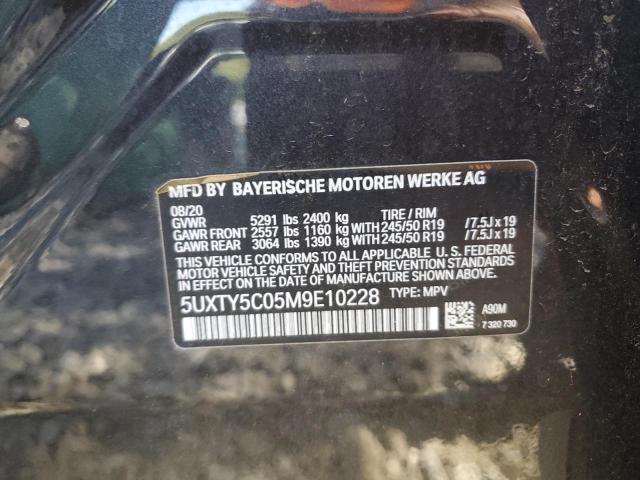 MFD BY BAYERISCHE MOTOREN WERKE AG
08/20
GVWR 5291 lbs 2400 kg TIRE / RIM
GAWR FRONT 2557 lbs 1160 kg WITH 245/50 R19 /7.5J x 19
GAWR REAR 3064 lbs 1390 kg WITH 245/50 R19 /7.5J x 19
THIS VEHICLE CONFORMS TO ALL APPLICABLE U. S. FEDERAL
MOTOR VEHICLE SAFETY AND THEFT PREVENTION STANDARDS
IN EFFECT ON THE DATE OF MANUFACTURE SHOWN ABOVE.
5UXTY5C05M9E10228 TYPE: MPV
A90M
7 320 730